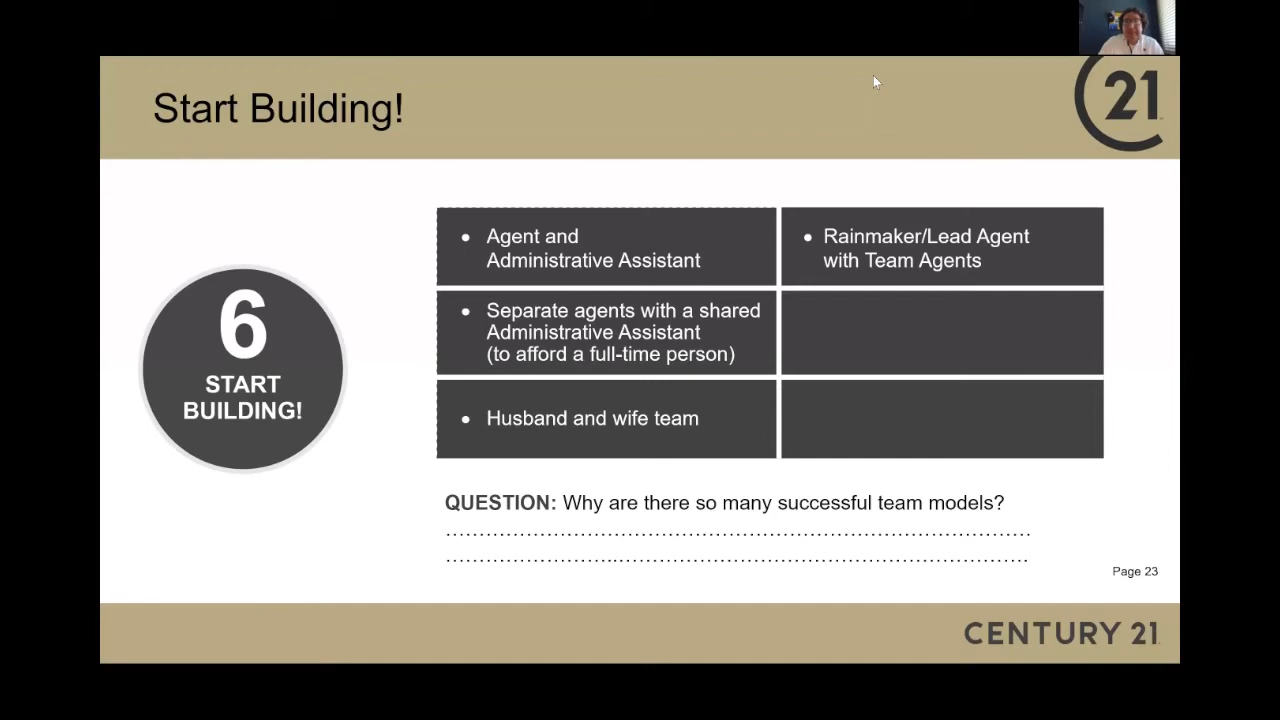 Start Building!
21
6
START
BUILDING!
• Agent and
Administrative Assistant
• Rainmaker/Lead Agent
with Team Agents
• Separate agents with a shared
Administrative Assistant
(to afford a full-time person)
• Husband and wife team
QUESTION: Why are there so many successful team models?
Page 23
CENTURY 21